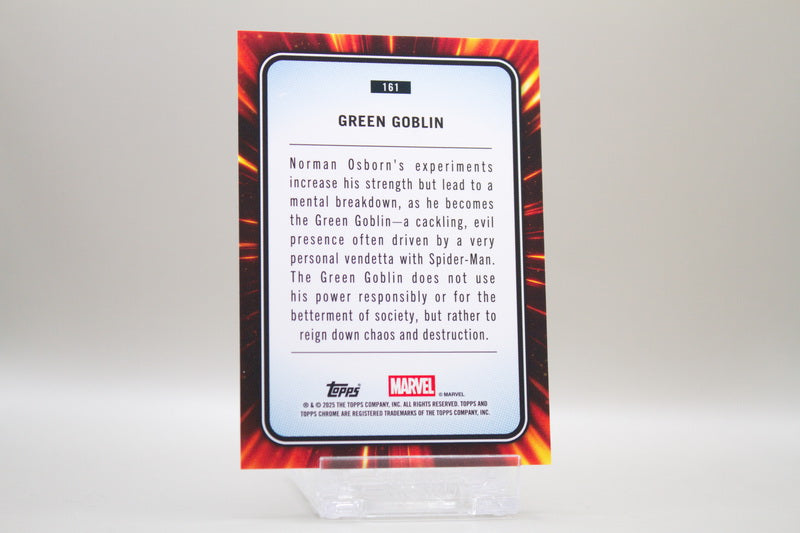 161
GREEN GOBLIN
Norman Osborn's experiments
increase his strength but lead to a
mental breakdown, as he becomes
the Green Goblin—a cackling, evil
presence often driven by a very
personal vendetta with Spider-Man.
The Green Goblin does not use
his power responsibly or for the
betterment of society, but rather to
reign down chaos and destruction.
Topps MARVEL © MARVEL
® & © 2025 THE TOPPS COMPANY, INC. ALL RIGHTS RESERVED. TOPPS AND
TOPPS CHROME ARE REGISTERED TRADEMARKS OF THE TOPPS COMPANY, INC.